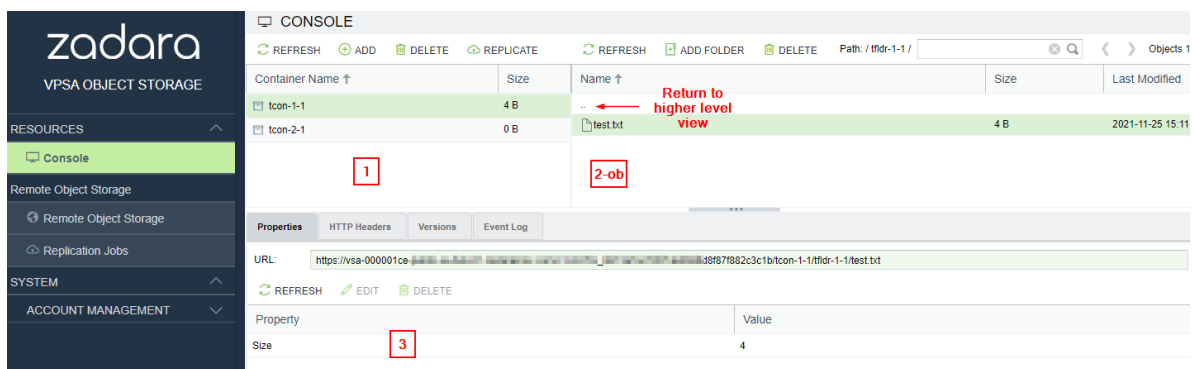 zadara
VPSA OBJECT STORAGE
RESOURCES
Console
Remote Object Storage
Remote Object Storage
Replication Jobs
SYSTEM
ACCOUNT MANAGEMENT
CONSOLE
REFRESH ADD DELETE REPLICATE
Container Name Size
tcon-1-1 4 B
tcon-2-1 0 B
1
REFRESH ADD FOLDER DELETE Path: / tfldr-1-1 / Objects 1
Name Size Last Modified
..
Return to
higher level
view
test.txt 4 B 2021-11-25 15:11
2-ob
Properties HTTP Headers Versions Event Log
URL: https://vsa-000001ce- d8f87f882c3c1b/tcon-1-1/tfldr-1-1/test.txt
REFRESH EDIT DELETE
Property Value
Size 4
3